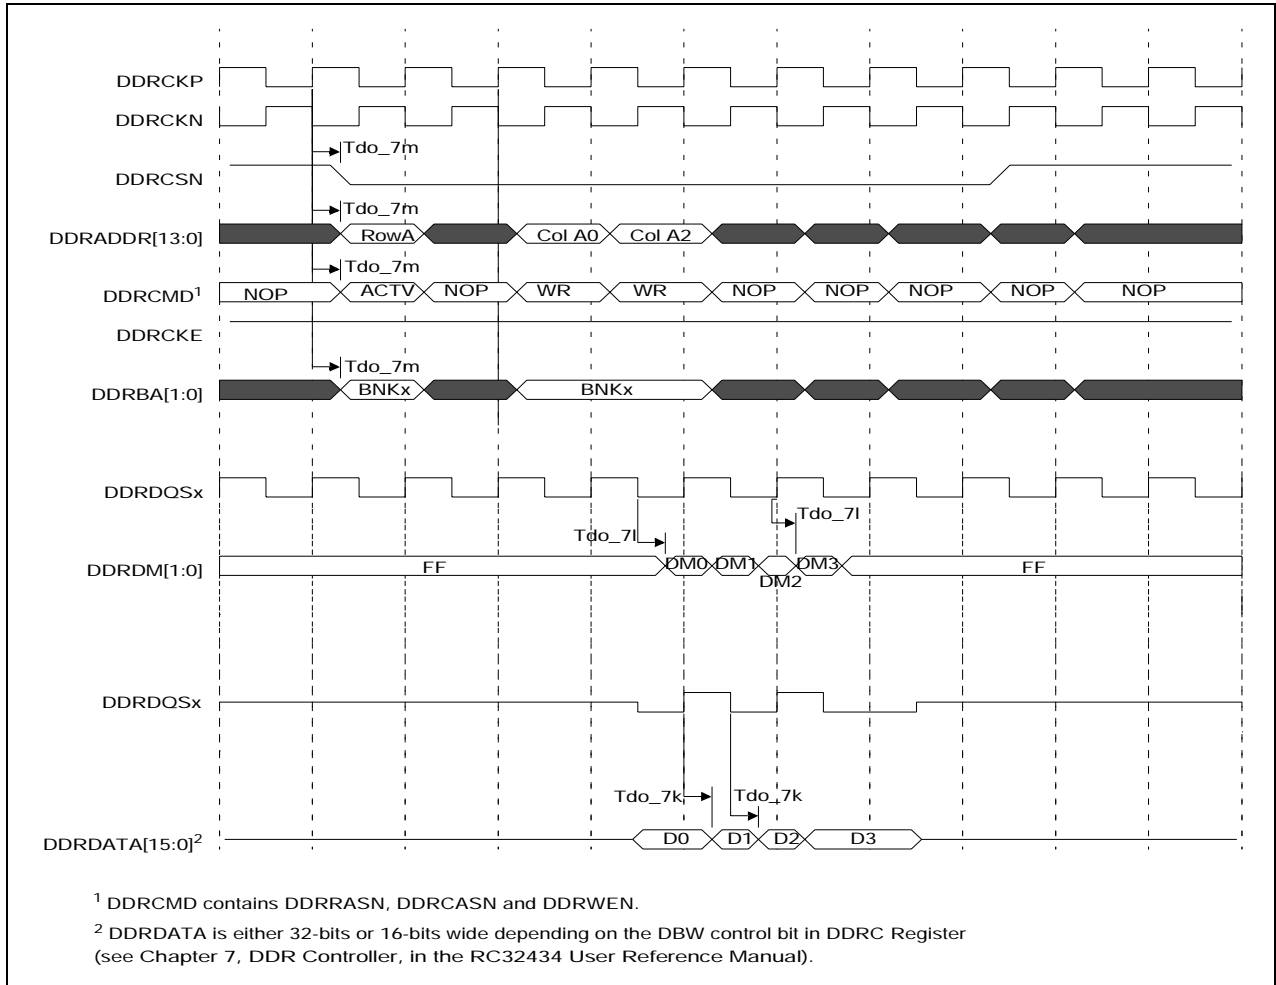 DDRCKP
DDRCKN
Tdo_7m
DDRCSN
Tdo_7m
DDRADDR[13:0] RowA Col A0 Col A2
Tdo_7m
DDRCMD1 NOP ACTV NOP WR WR NOP NOP NOP NOP NOP
DDRCKE
Tdo_7m
DDRBA[1:0] BNKx BNKx
DDRDQSx
Tdo_7l Tdo_7l
DDRDM[1:0] FF DM0 DM1 DM2 DM3 FF
DDRDQSx
Tdo_7k Tdo_7k
DDRDATA[15:0]2 D0 D1 D2 D3
1 DDRCMD contains DDRRASN, DDRCASN and DDRWEN.
2 DDRDATA is either 32-bits or 16-bits wide depending on the DBW control bit in DDRC Register
(see Chapter 7, DDR Controller, in the RC32434 User Reference Manual).